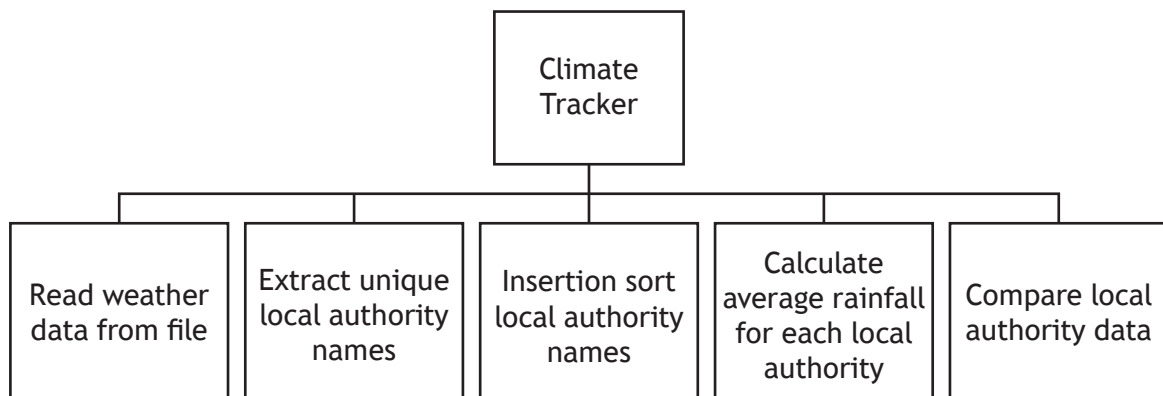 Climate
Tracker
Read weather
data from file
Extract unique
local authority
names
Insertion sort
local authority
names
Calculate
average rainfall
for each local
authority
Compare local
authority data